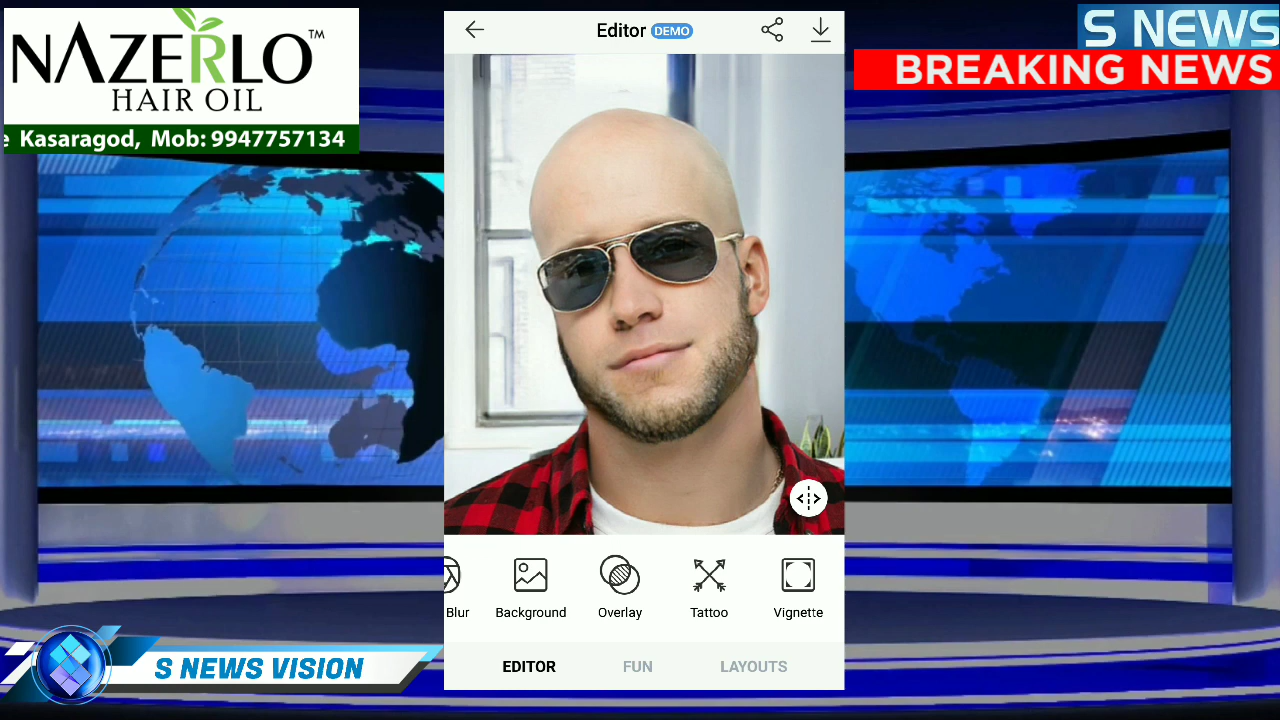 NAZERLO™
HAIR OIL
e Kasaragod, Mob: 9947757134
Editor DEMO
S NEWS
BREAKING NEWS
Blur
Background
Overlay
Tattoo
Vignette
EDITOR
FUN
LAYOUTS
S NEWS VISION